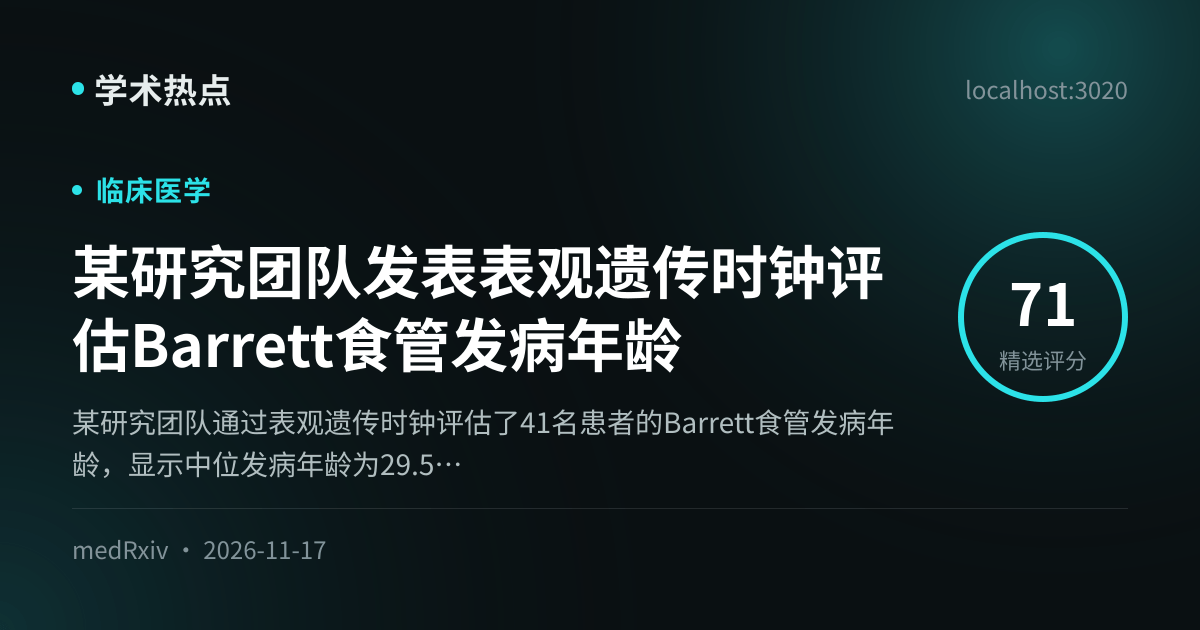 学术热点
localhost:3020
临床医学
某研究团队发表表观遗传时钟评
估Barrett食管发病年龄
71
精选评分
某研究团队通过表观遗传时钟评估了41名患者的Barrett食管发病年
龄，显示中位发病年龄为29.5…
medRxiv · 2026-11-17